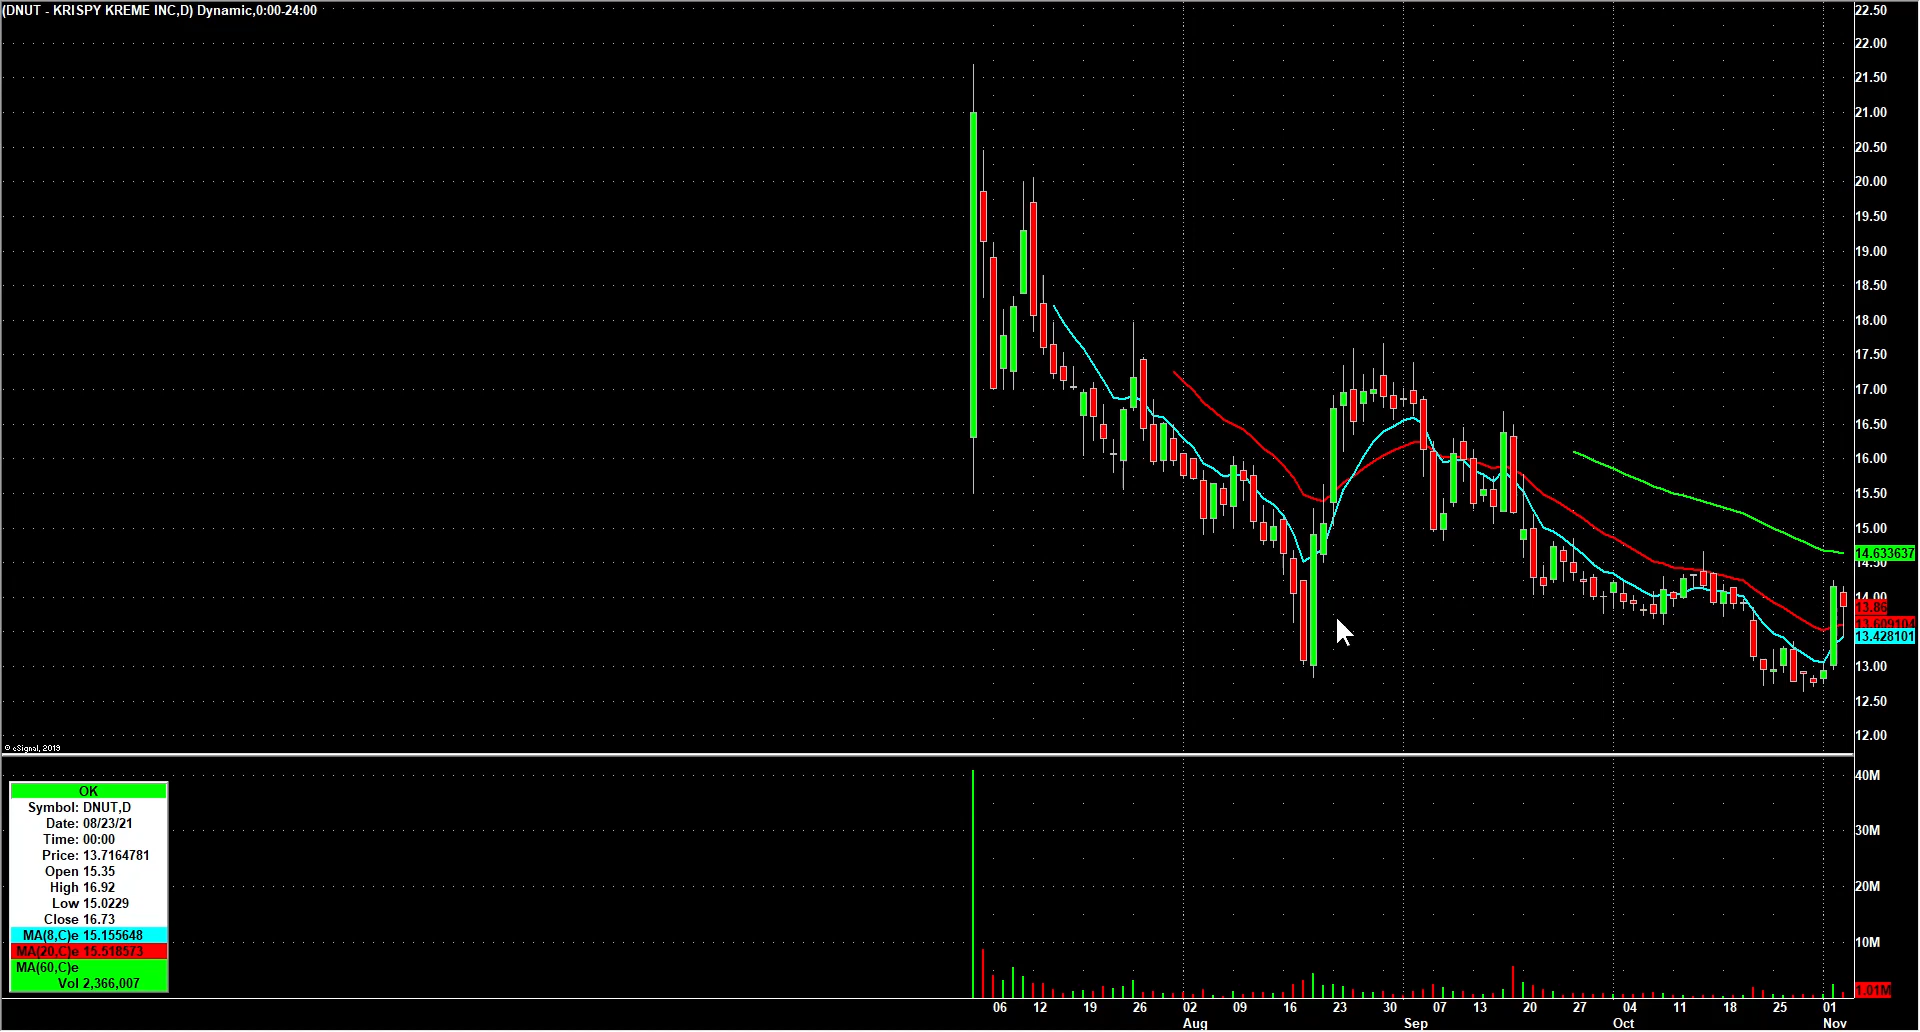 (DNUT - KRISPY KREME INC,D) Dynamic,0:00-24:00
22.50
22.00
21.50
21.00
20.50
20.00
19.50
19.00
18.50
18.00
17.50
17.00
16.50
16.00
15.50
15.00
14.633637
14.50
14.00
13.86
13.609104
13.428101
13.00
12.50
12.00
© eSignal, 2019
40M
30M
20M
10M
1.01M
OK
Symbol: DNUT,D
Date: 08/23/21
Time: 00:00
Price: 13.7164781
Open 15.35
High 16.92
Low 15.0229
Close 16.73
MA(8,C)e 15.155648
MA(20,C)e 15.518573
MA(60,C)e
Vol 2,366,007
06 12 19 26 02 09 16 23 30 07 13 20 27 04 11 18 25 01
Aug Sep Oct Nov